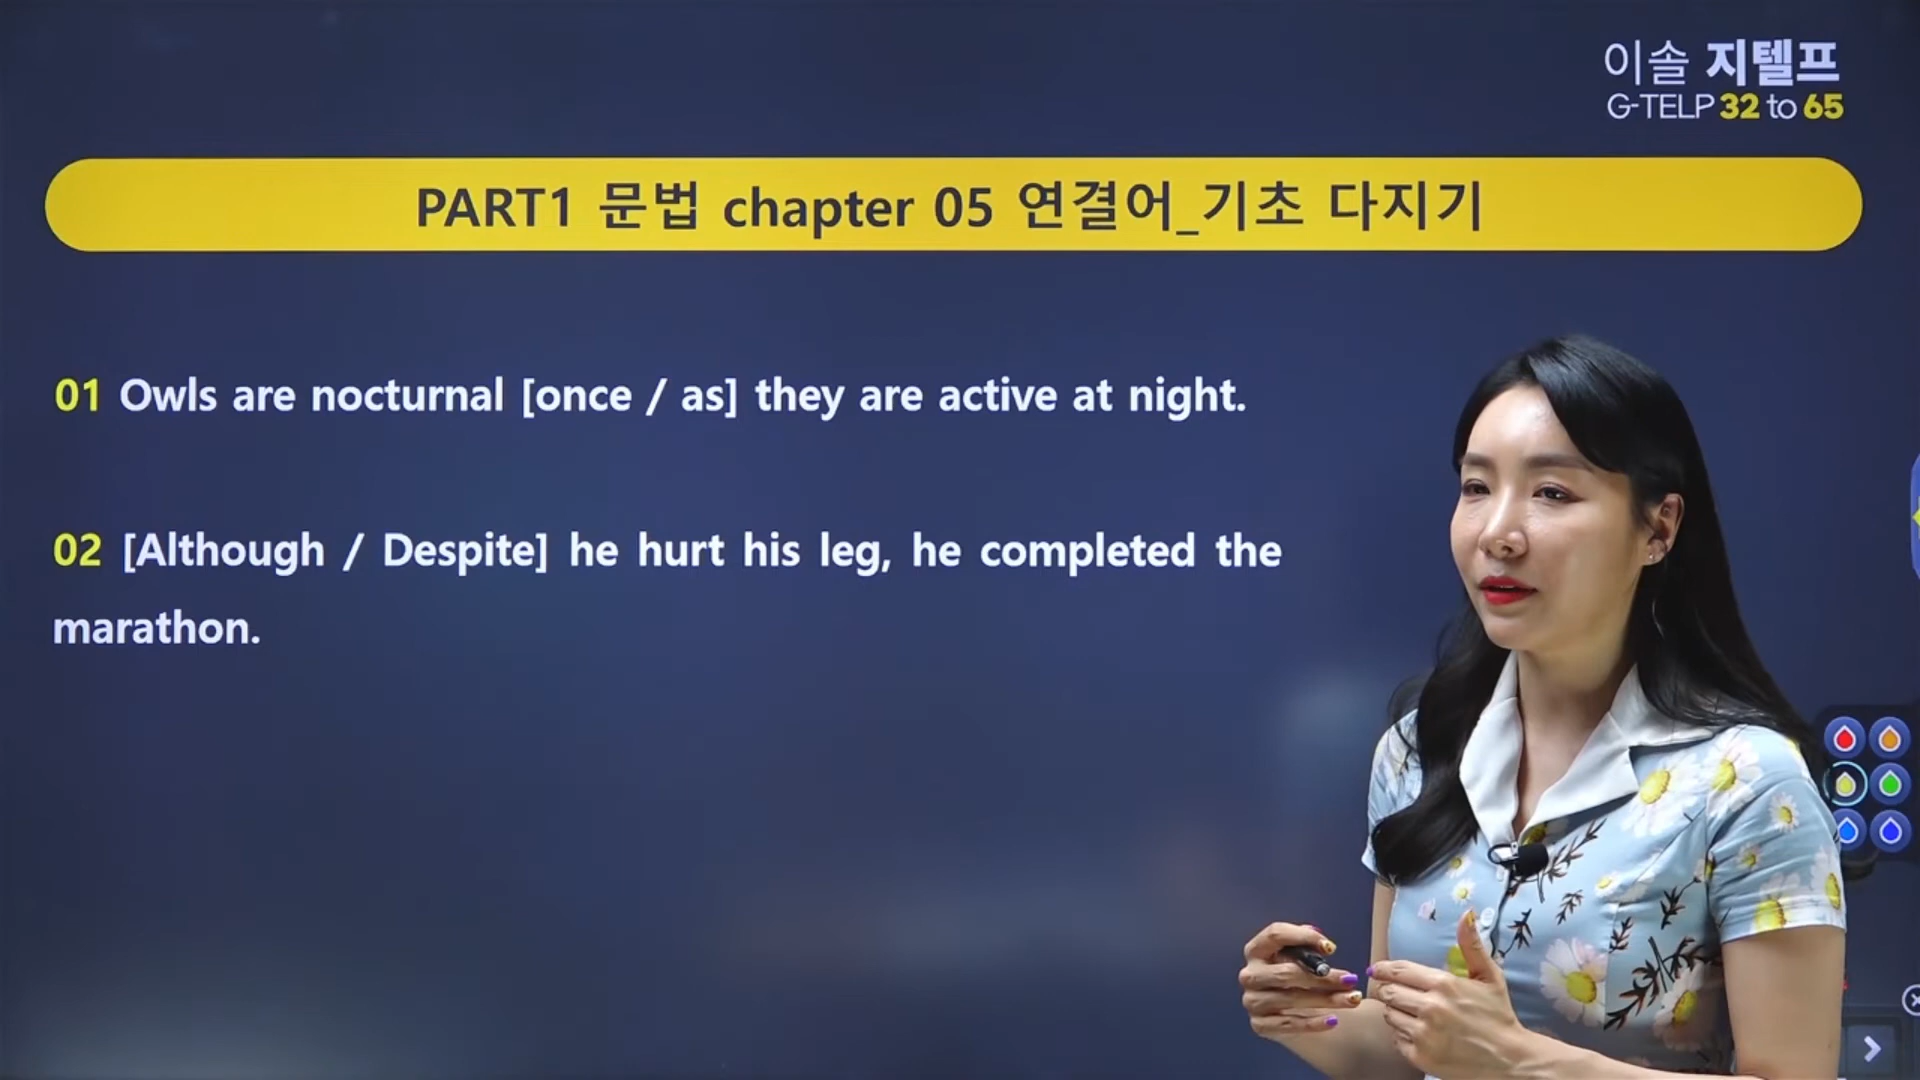 이솔 지텔프
G-TELP 32 to 65
PART1 문법 chapter 05 연결어_기초 다지기
01 Owls are nocturnal [once / as] they are active at night.
02 [Although / Despite] he hurt his leg, he completed the
marathon.